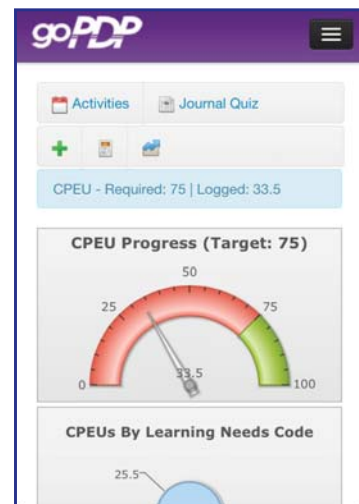 goPDP
Activities Journal Quiz
CPEU - Required: 75 | Logged: 33.5
CPEU Progress (Target: 75)
50
25 75
33.5
0 100
CPEUs By Learning Needs Code
25.5